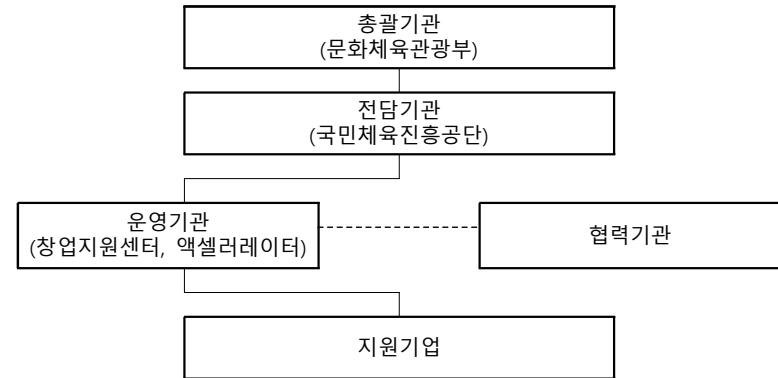 총괄기관
(문화체육관광부)
전담기관
(국민체육진흥공단)
운영기관
(창업지원센터, 액셀러레이터)
협력기관
지원기업